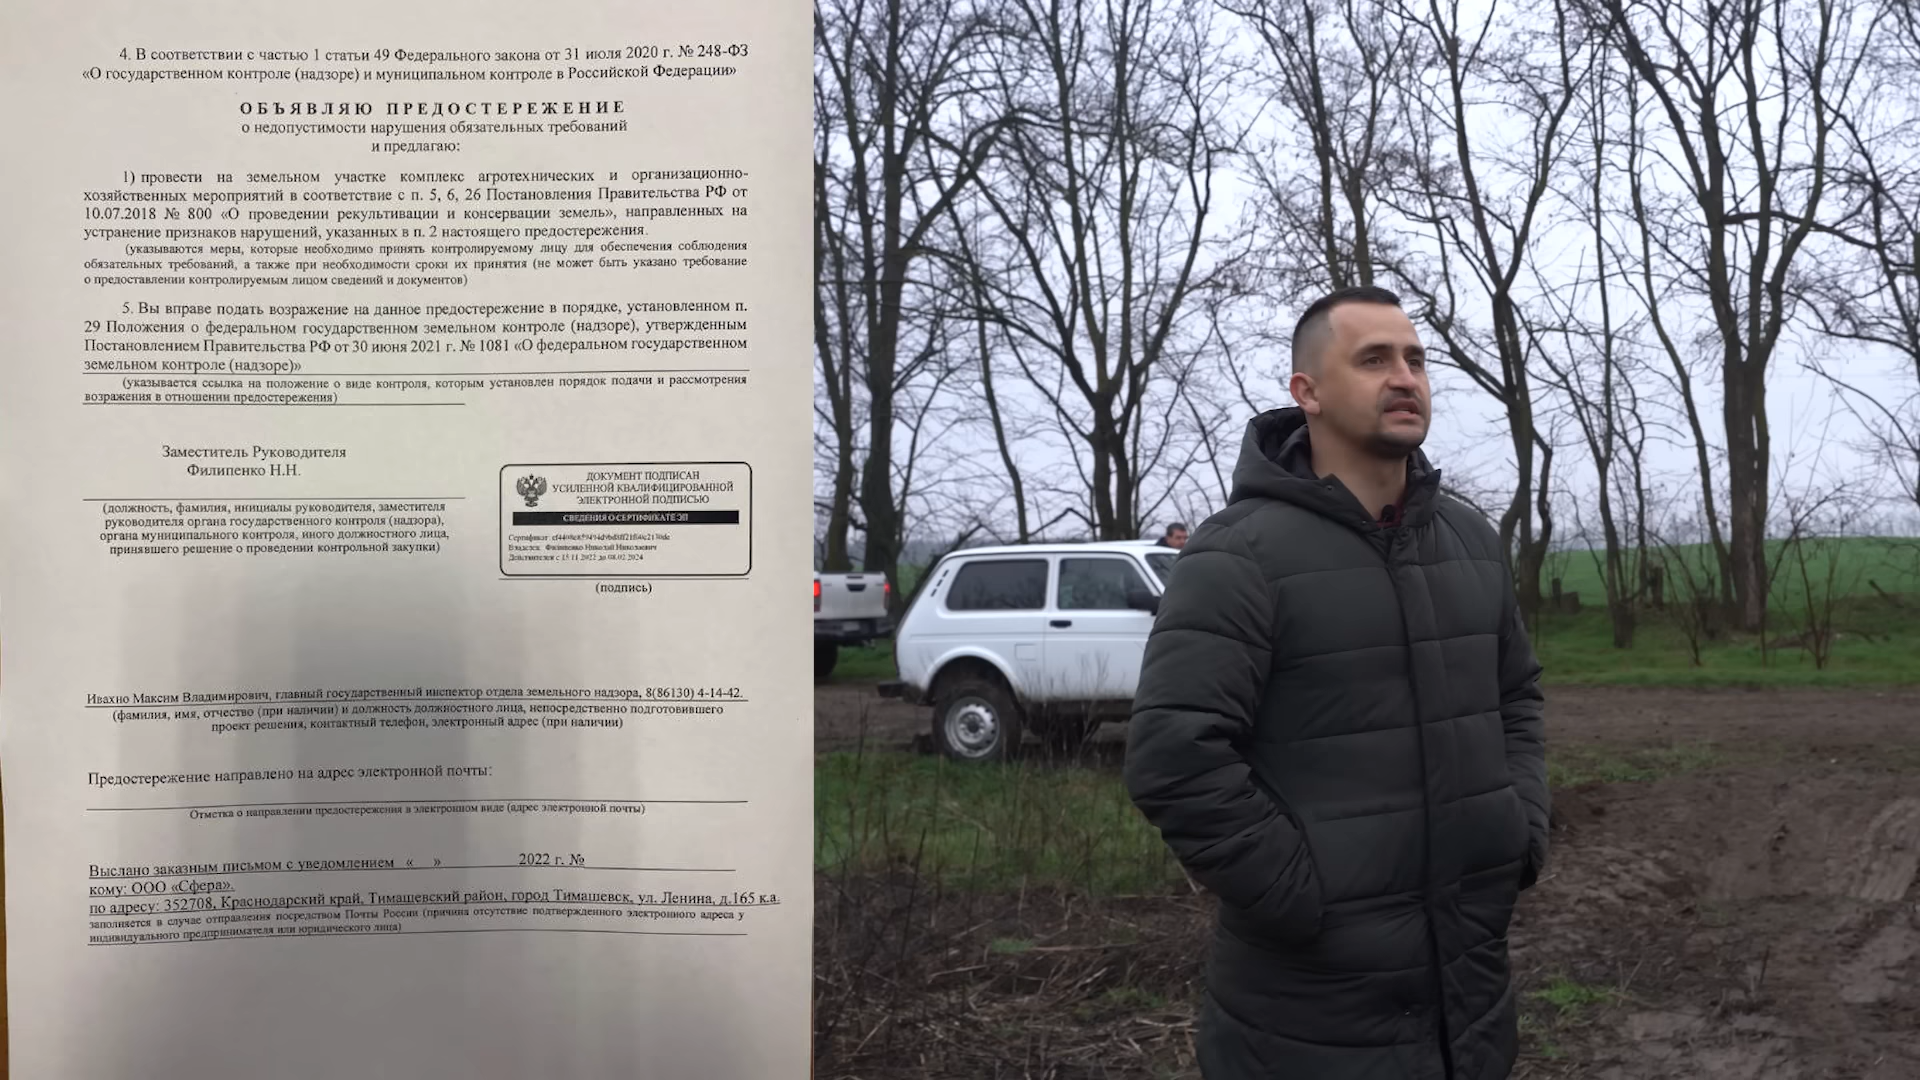 4. В соответствии с частью 1 статьи 49 Федерального закона от 31 июля 2020 г. № 248-ФЗ
«О государственном контроле (надзоре) и муниципальном контроле в Российской Федерации»
ОБЪЯВЛЯЮ ПРЕДОСТЕРЕЖЕНИЕ
о недопустимости нарушения обязательных требований
и предлагаю:
1) провести на земельном участке комплекс агротехнических и организационно-
хозяйственных мероприятий в соответствие с п. 5, 6, 26 Постановления Правительства РФ от
10.07.2018 № 800 «О проведении рекультивации и консервации земель», направленных на
устранение признаков нарушений, указанных в п. 2 настоящего предостережения.
(указываются меры, которые необходимо принять контролируемому лицу для обеспечения соблюдения
обязательных требований, а также при необходимости сроки их принятия (не может быть указано требование
о предоставлении контролируемым лицом сведений и документов)
5. Вы вправе подать возражение на данное предостережение в порядке, установленном п.
29 Положения о федеральном государственном земельном контроле (надзоре), утвержденным
Постановлением Правительства РФ от 30 июня 2021 г. № 1081 «О федеральном государственном
земельном контроле (надзоре)»
(указывается ссылка на положение о виде контроля, которым установлен порядок подачи и рассмотрения
возражения в отношении предостережения)
Заместитель Руководителя
Филипенко Н.Н.
(должность, фамилия, инициалы руководителя, заместителя
руководителя органа государственного контроля (надзора),
органа муниципального контроля, иного должностного лица,
принявшего решение о проведении контрольной закупки)
ДОКУМЕНТ ПОДПИСАН
УСИЛЕННОЙ КВАЛИФИЦИРОВАННОЙ
ЭЛЕКТРОННОЙ ПОДПИСЬЮ
СВЕДЕНИЯ О СЕРТИФИКАТЕ ЭП
Сертификат:
Владелец: Филипенко Николай Николаевич
Действителен с 15.11.2022 до 08.02.2024
(подпись)
Ивахно Максим Владимирович, главный государственный инспектор отдела земельного надзора, 8(86130) 4-14-42.
(фамилия, имя, отчество (при наличии) и должность должностного лица, непосредственно подготовившего
проект решения, контактный телефон, электронный адрес (при наличии)
Предостережение направлено на адрес электронной почты:
Отметка о направлении предостережения в электронном виде (адрес электронной почты)
Выслано заказным письмом с уведомлением « » 2022 г. №
кому: ООО «Сфера».
по адресу: 352708, Краснодарский край, Тимашевский район, город Тимашевск, ул. Ленина, д.165 к.а.
заполняется в случае отправления посредством Почты России (причина отсутствие подтвержденного электронного адреса у
индивидуального предпринимателя или юридического лица)